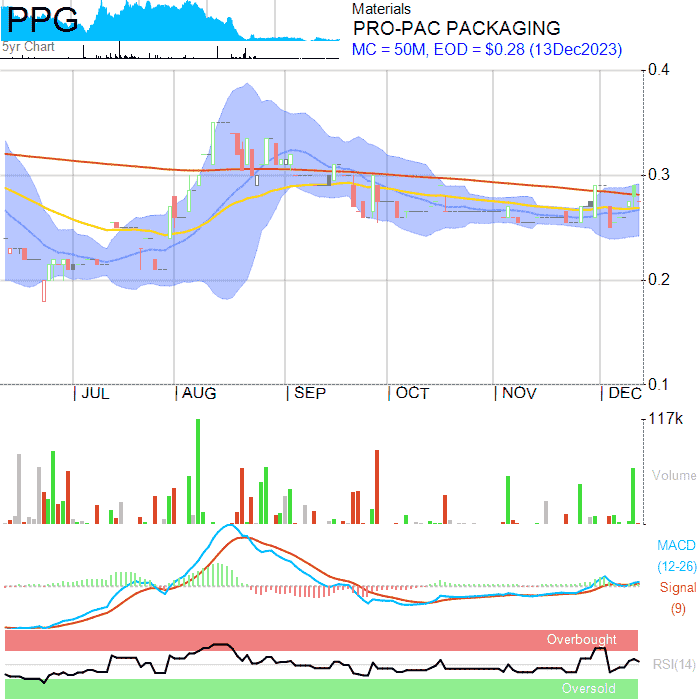 PPG
5yr Chart
Materials
PRO-PAC PACKAGING
MC = 50M, EOD = $0.28 (13Dec2023)
0.4
0.3
0.2
0.1
| JUL
| AUG
| SEP
| OCT
| NOV
| DEC
117k
Volume
MACD
(12-26)
Signal
(9)
Overbought
RSI(14)
Oversold